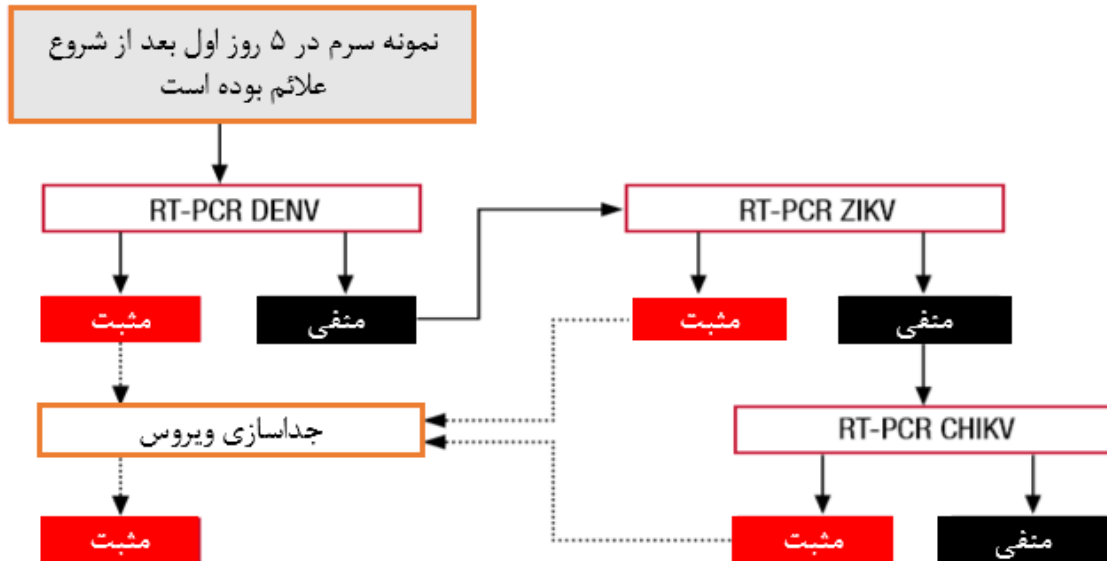 نمونه سرم در ۵ روز اول بعد از شروع
علائم بوده است
RT-PCR DENV
RT-PCR ZIKV
مثبت
منفی
مثبت
منفی
جداسازی ویروس
RT-PCR CHIKV
مثبت
مثبت
منفی